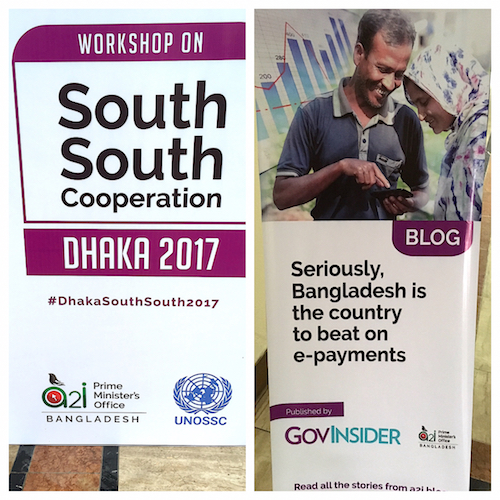 WORKSHOP ON
South
South
Cooperation
DHAKA 2017
#DhakaSouthSouth2017
a2i
Prime
Minister's
Office
BANGLADESH
UNOSSC
200
BLOG
Seriously,
Bangladesh is
the country
to beat on
e-payments
Published by
GOVINSIDER
a2i
Prime
Minister's
Office
BANGLADESH
Read all the stories from a2i